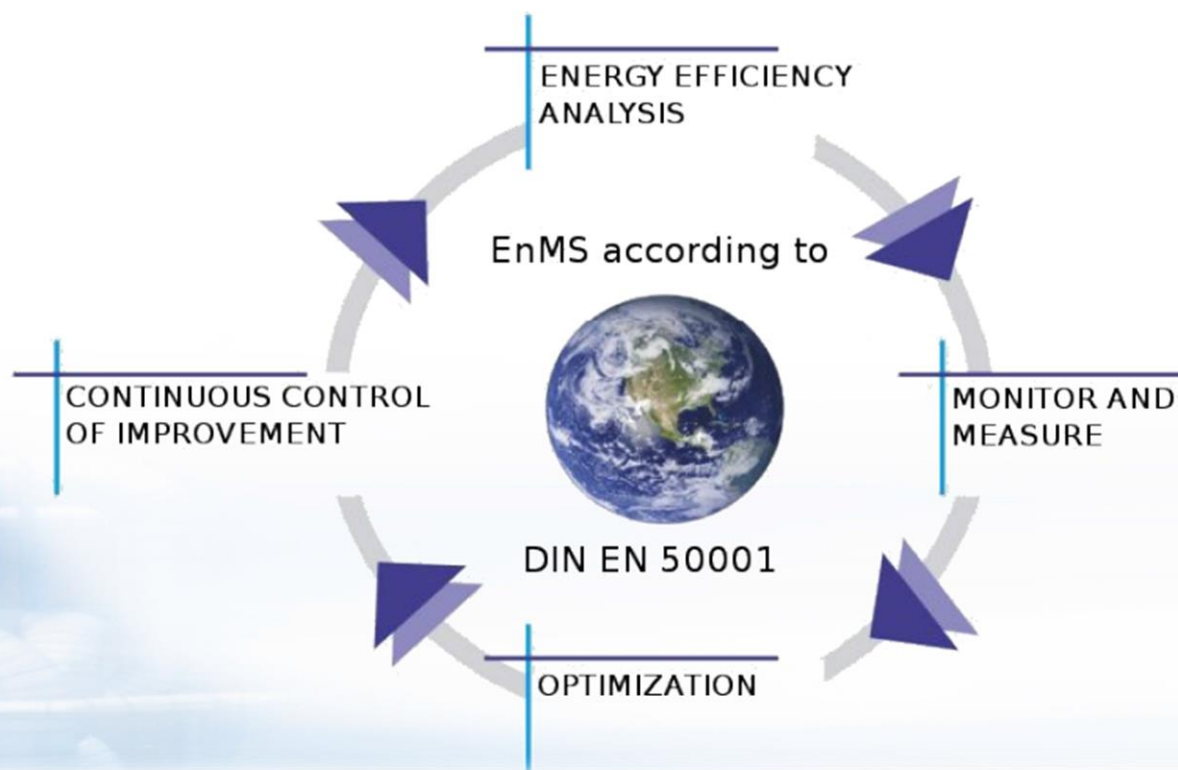 ENERGY EFFICIENCY
ANALYSIS
EnMS according to
CONTINUOUS CONTROL
OF IMPROVEMENT
MONITOR AND
MEASURE
DIN EN 50001
OPTIMIZATION